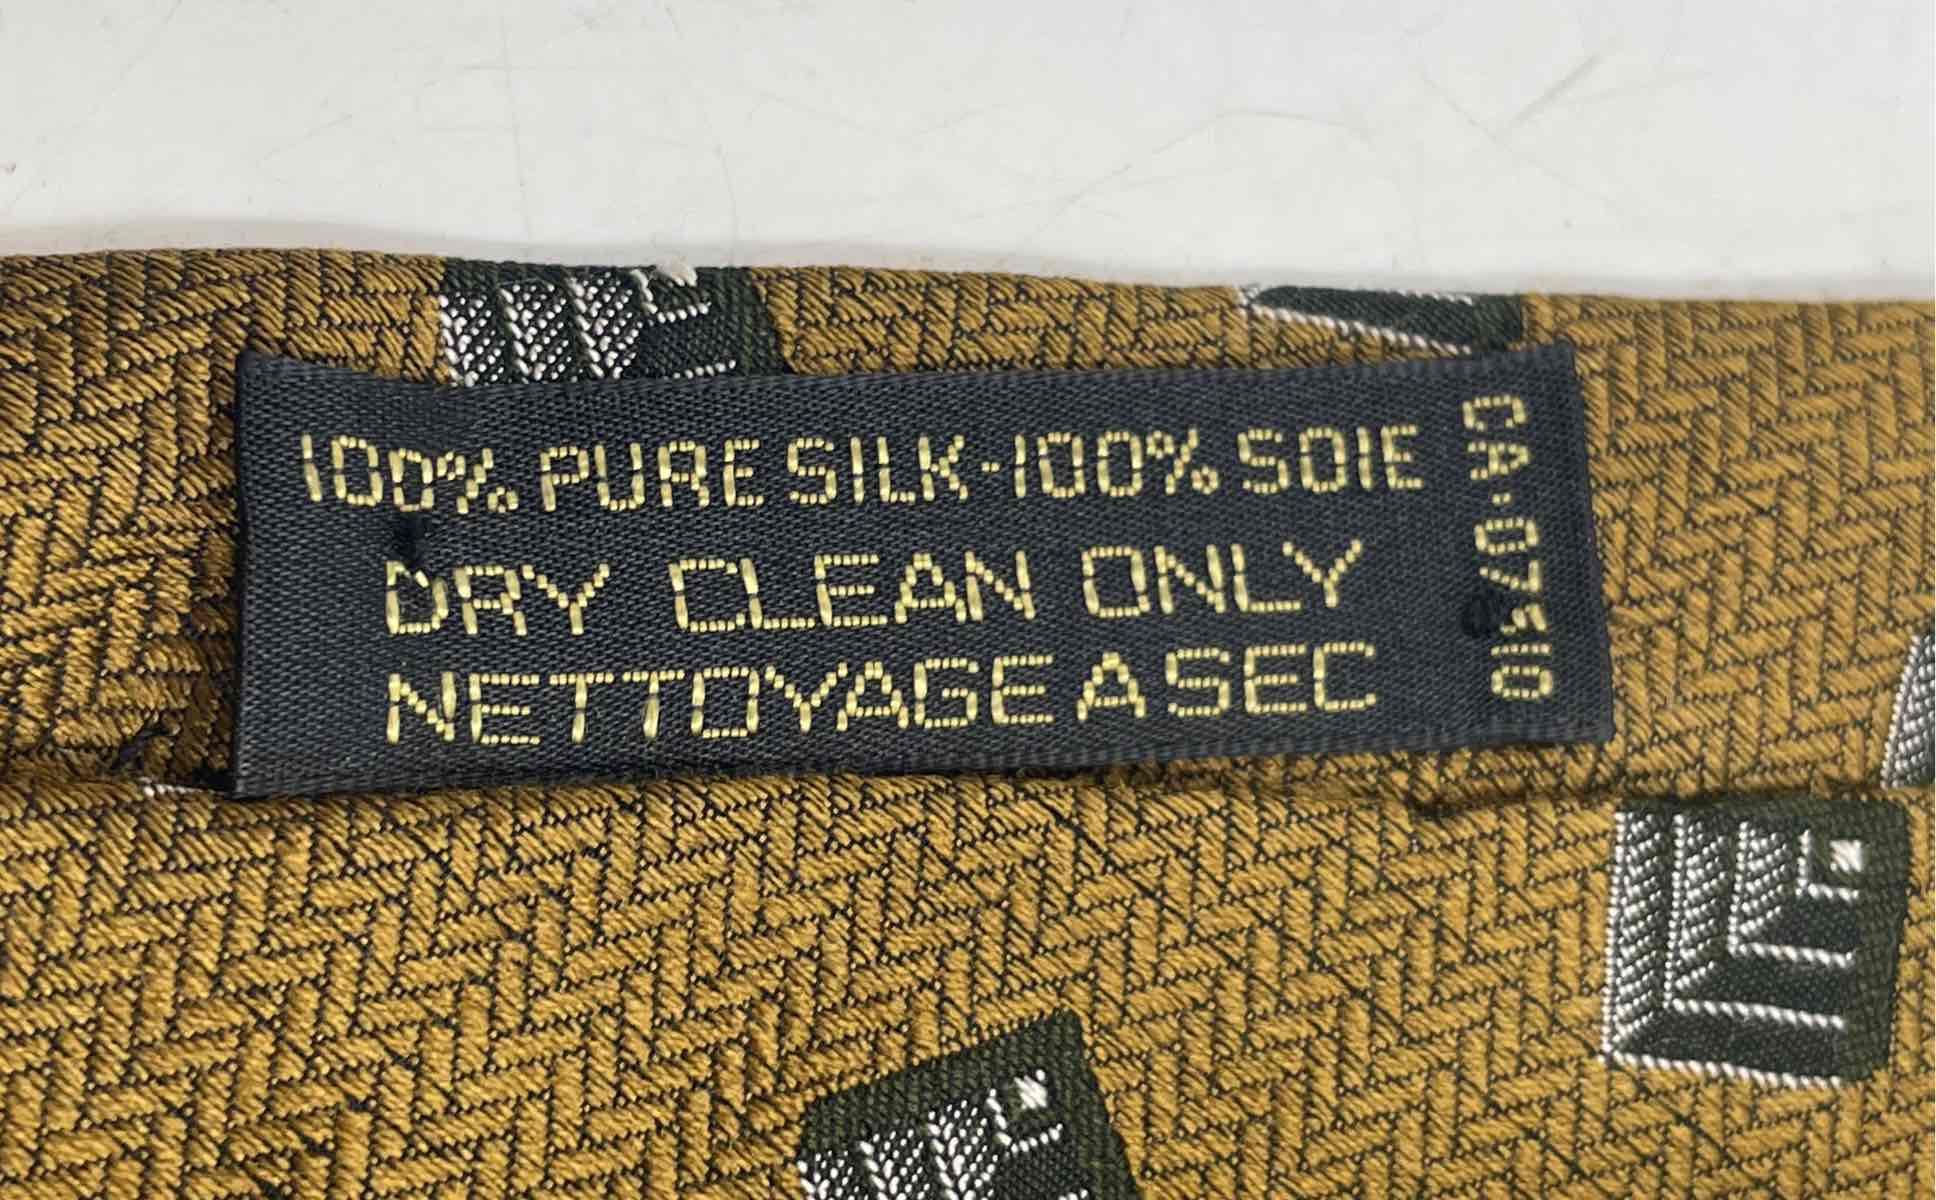 100% PURE SILK-100% SOIE
DRY CLEAN ONLY
NETTOYAGE A SEC
CA·07510